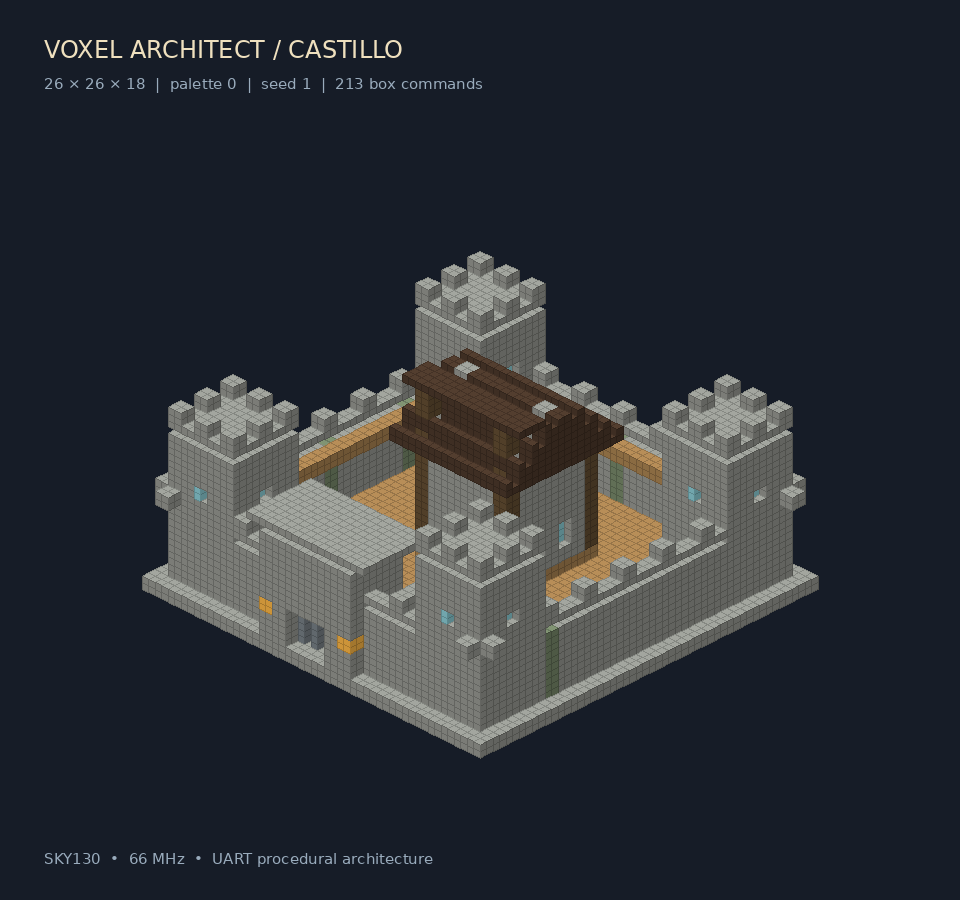 VOXEL ARCHITECT / CASTILLO
26 × 26 × 18 | palette 0 | seed 1 | 213 box commands
SKY130 • 66 MHz • UART procedural architecture